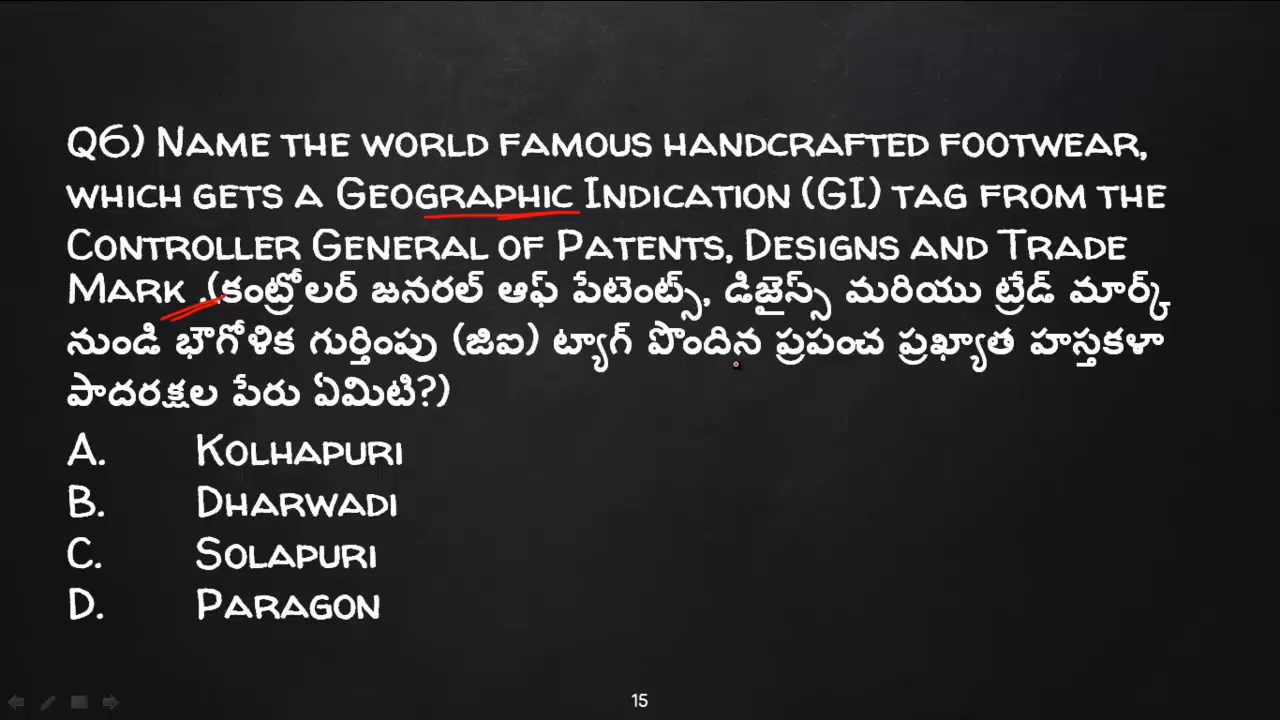 Q6) Name the world famous handcrafted footwear,
which gets a Geographic Indication (GI) tag from the
Controller General of Patents, Designs and Trade
Mark .(కంట్రోలర్ జనరల్ ఆఫ్ పేటెంట్స్, డిజైన్స్ మరియు ట్రేడ్ మార్క్
నుండి భౌగోళిక గుర్తింపు (జిఐ) ట్యాగ్ పొందిన ప్రపంచ ప్రఖ్యాత హస్తకళా
పాదరక్షల పేరు ఏమిటి?)
A. Kolhapuri
B. Dharwadi
C. Solapuri
D. Paragon
15